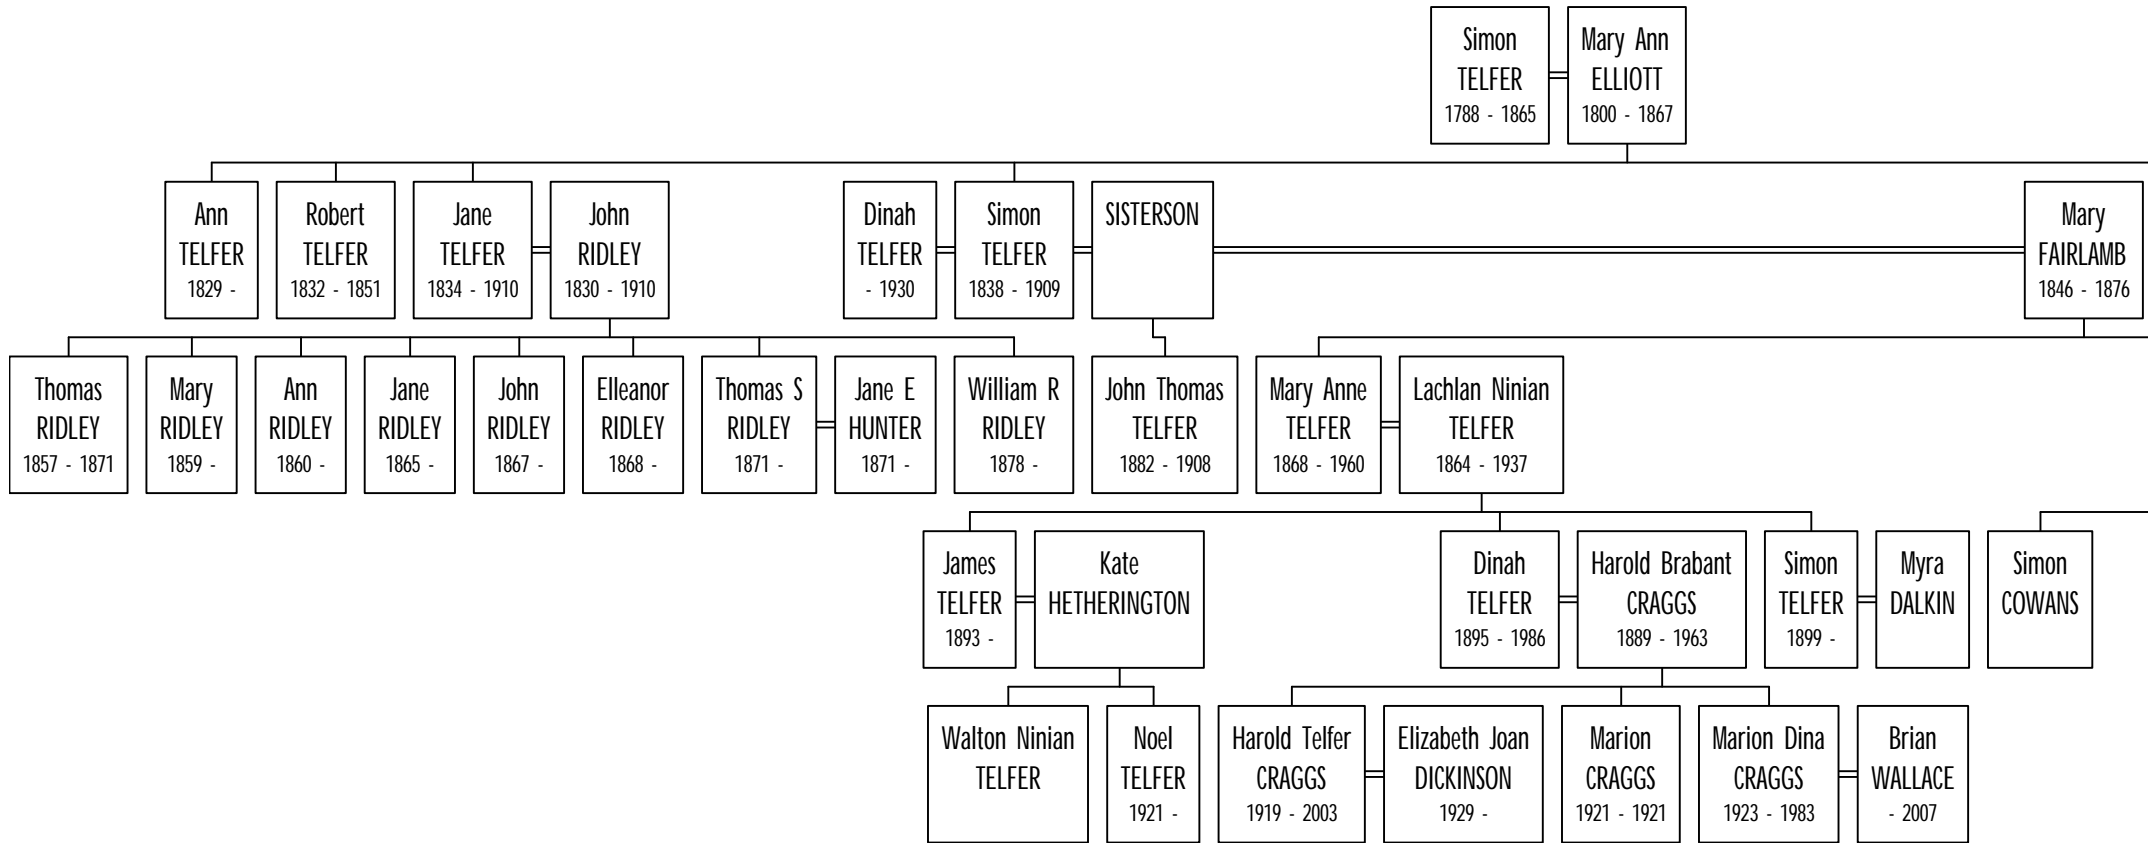 Simon
TELFER
1788 - 1865
Mary Ann
ELLIOTT
1800 - 1867
Ann
TELFER
1829 -
Robert
TELFER
1832 - 1851
Jane
TELFER
1834 - 1910
John
RIDLEY
1830 - 1910
Dinah
TELFER
- 1930
Simon
TELFER
1838 - 1909
SISTERSON
Mary
FAIRLAMB
1846 - 1876
Thomas
RIDLEY
1857 - 1871
Mary
RIDLEY
1859 -
Ann
RIDLEY
1860 -
Jane
RIDLEY
1865 -
John
RIDLEY
1867 -
Elleanor
RIDLEY
1868 -
Thomas S
RIDLEY
1871 -
Jane E
HUNTER
1871 -
William R
RIDLEY
1878 -
John Thomas
TELFER
1882 - 1908
Mary Anne
TELFER
1868 - 1960
Lachlan Ninian
TELFER
1864 - 1937
James
TELFER
1893 -
Kate
HETHERINGTON
Dinah
TELFER
1895 - 1986
Harold Brabant
CRAGGS
1889 - 1963
Simon
TELFER
1899 -
Myra
DALKIN
Simon
COWANS
Walton Ninian
TELFER
Noel
TELFER
1921 -
Harold Telfer
CRAGGS
1919 - 2003
Elizabeth Joan
DICKINSON
1929 -
Marion
CRAGGS
1921 - 1921
Marion Dina
CRAGGS
1923 - 1983
Brian
WALLACE
- 2007